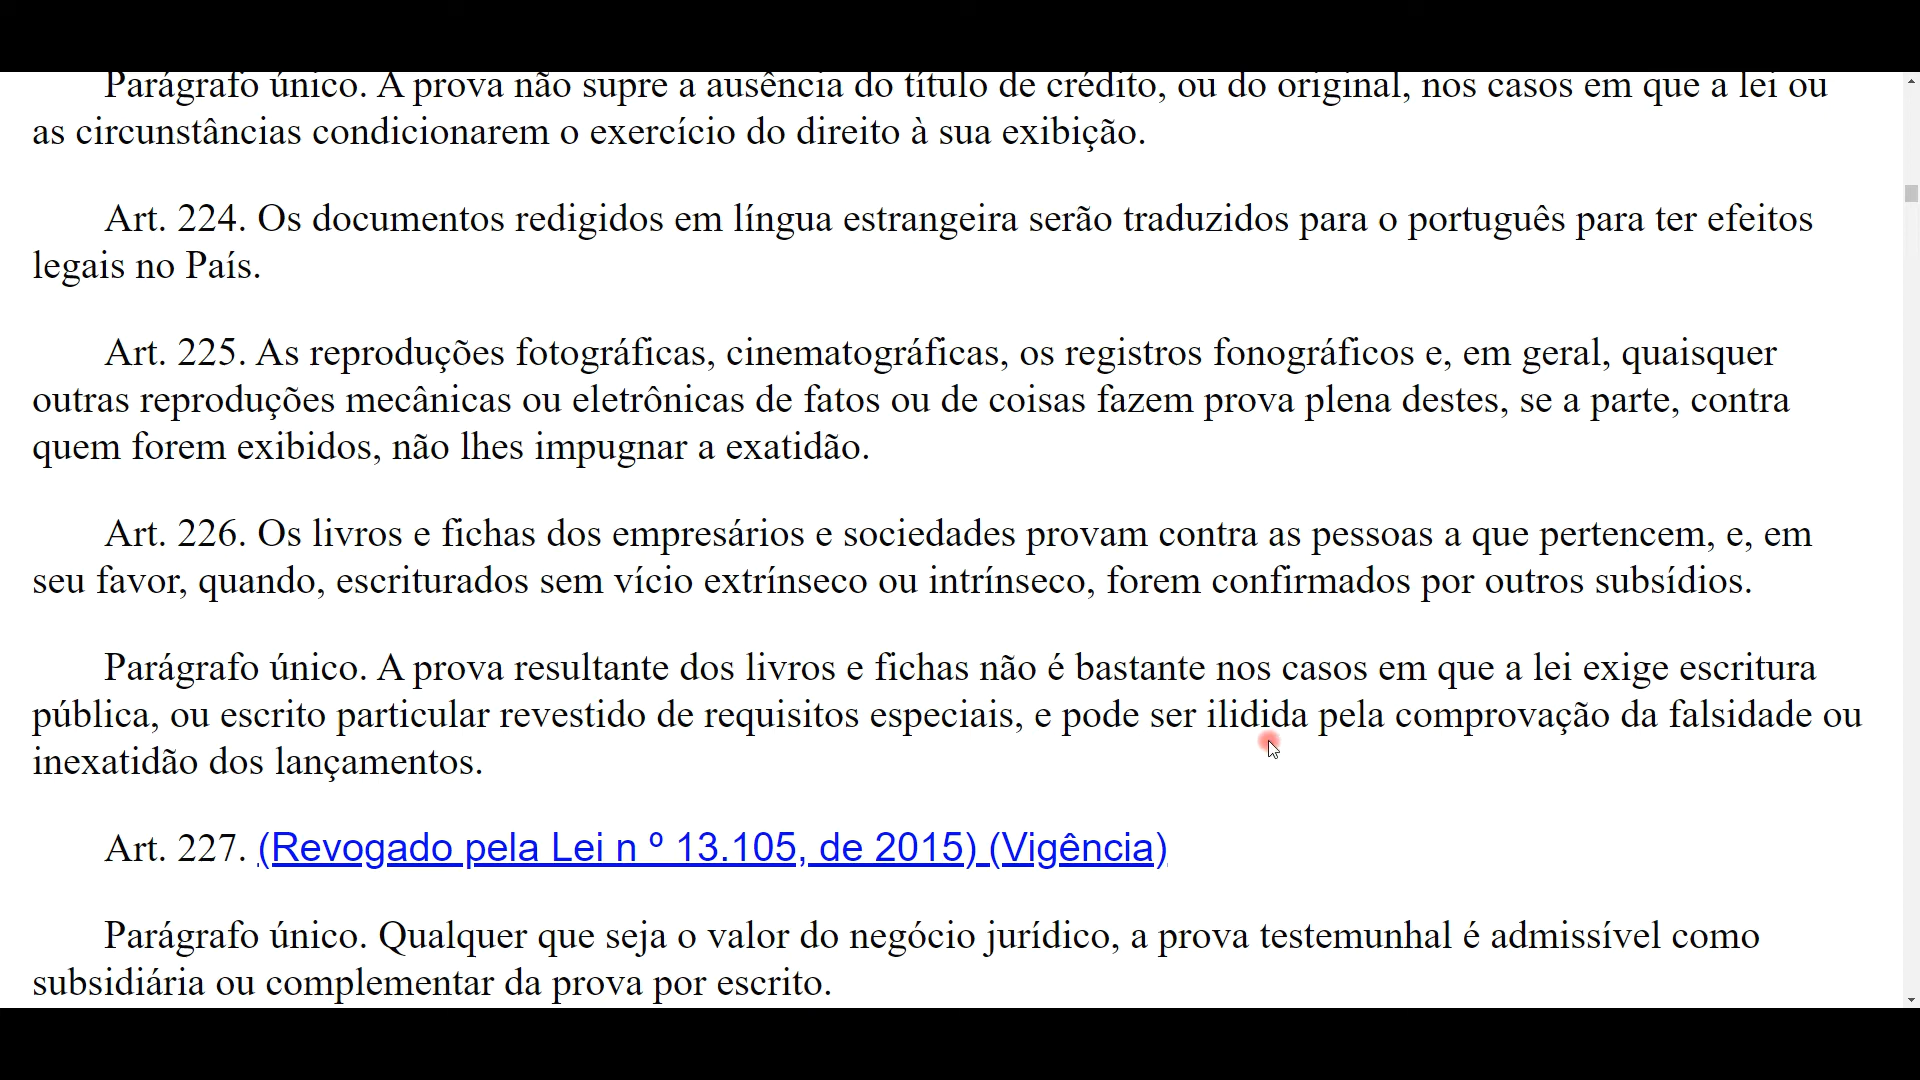 Parágrafo único. A prova não supre a ausência do título de crédito, ou do original, nos casos em que a lei ou
as circunstâncias condicionarem o exercício do direito à sua exibição.
Art. 224. Os documentos redigidos em língua estrangeira serão traduzidos para o português para ter efeitos
legais no País.
Art. 225. As reproduções fotográficas, cinematográficas, os registros fonográficos e, em geral, quaisquer
outras reproduções mecânicas ou eletrônicas de fatos ou de coisas fazem prova plena destes, se a parte, contra
quem forem exibidos, não lhes impugnar a exatidão.
Art. 226. Os livros e fichas dos empresários e sociedades provam contra as pessoas a que pertencem, e, em
seu favor, quando, escriturados sem vício extrínseco ou intrínseco, forem confirmados por outros subsídios.
Parágrafo único. A prova resultante dos livros e fichas não é bastante nos casos em que a lei exige escritura
pública, ou escrito particular revestido de requisitos especiais, e pode ser ilidida pela comprovação da falsidade ou
inexatidão dos lançamentos.
Art. 227. (Revogado pela Lei n º 13.105, de 2015) (Vigência)
Parágrafo único. Qualquer que seja o valor do negócio jurídico, a prova testemunhal é admissível como
subsidiária ou complementar da prova por escrito.